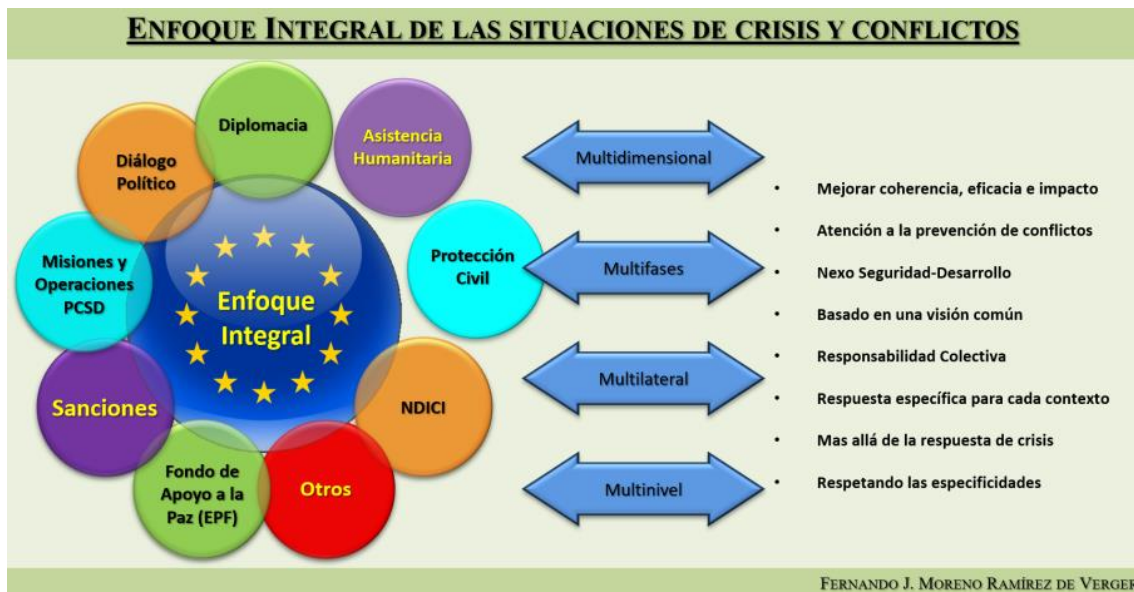 ENFOQUE INTEGRAL DE LAS SITUACIONES DE CRISIS Y CONFLICTOS
Diplomacia
Asistencia
Humanitaria
Diálogo
Político
Misiones y
Operaciones
PCSD
Protección
Civil
Enfoque
Integral
Sanciones
NDICI
Fondo de
Apoyo a la
Paz (EPF)
Otros
Multidimensional
Multifases
Multilateral
Multinivel
• Mejorar coherencia, eficacia e impacto
• Atención a la prevención de conflictos
• Nexo Seguridad-Desarrollo
• Basado en una visión común
• Responsabilidad Colectiva
• Respuesta específica para cada contexto
• Mas allá de la respuesta de crisis
• Respetando las especificidades
FERNANDO J. MORENO RAMÍREZ DE VERGER